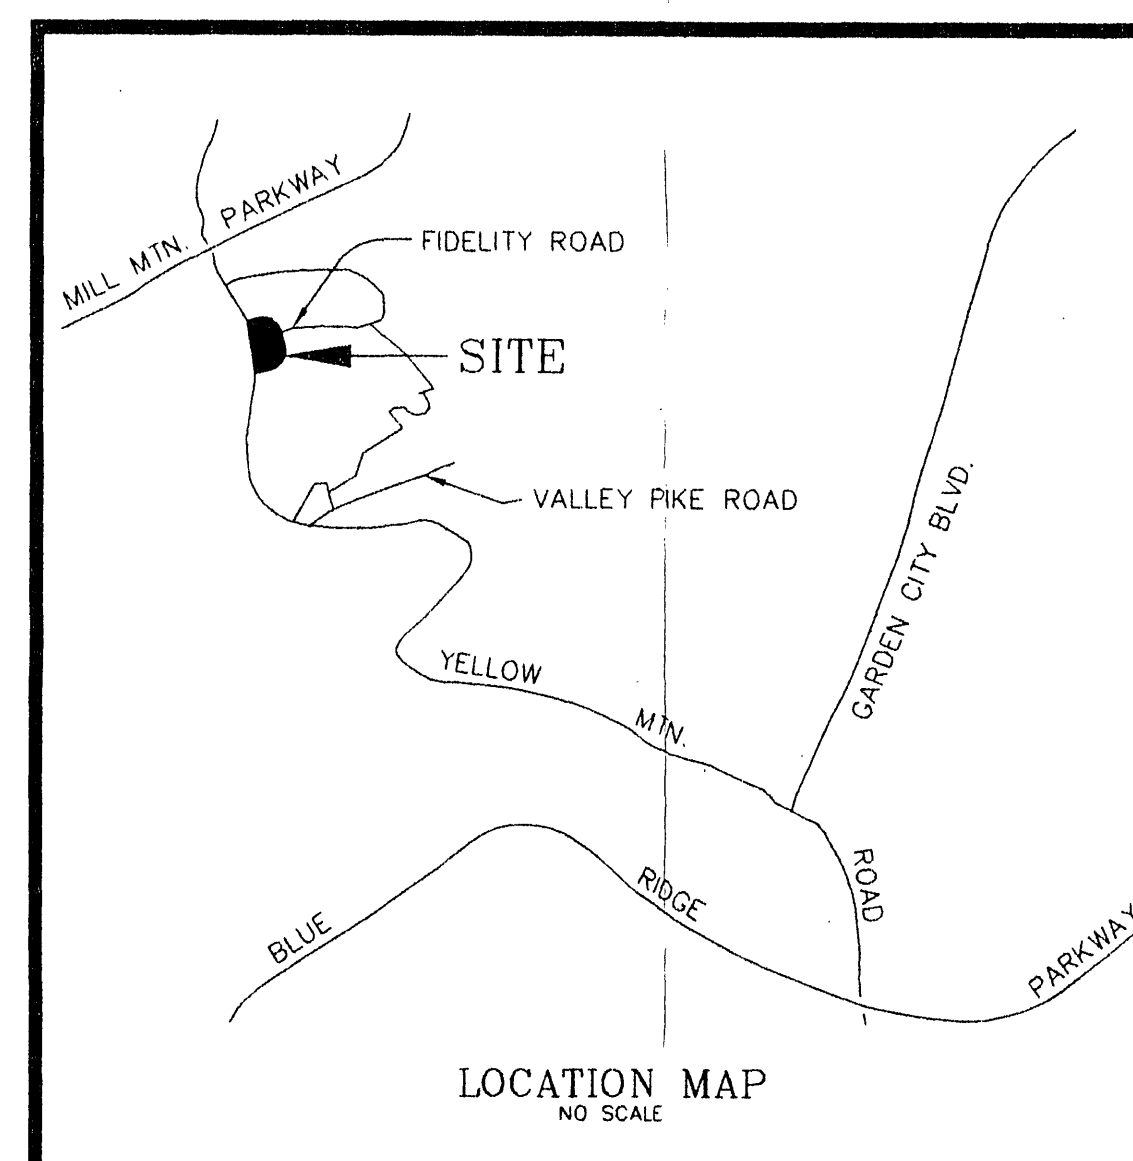 MILL MTN. PARKWAY
FIDELITY ROAD
SITE
VALLEY PIKE ROAD
GARDEN CITY BLVD.
YELLOW MTN. ROAD
BLUE RIDGE PARKWAY
LOCATION MAP
NO SCALE